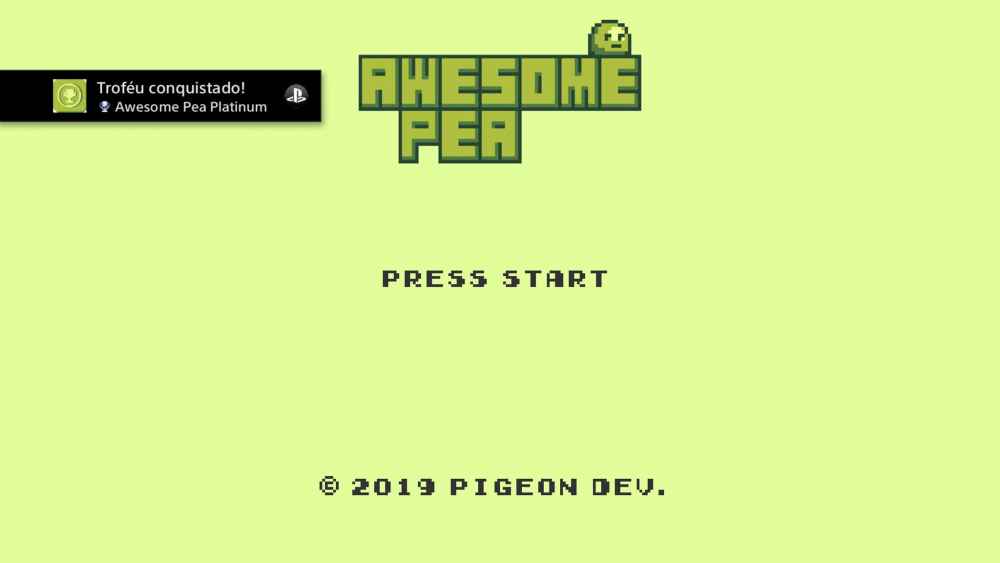 Troféu conquistado!
Awesome Pea Platinum
AWESOME
PEA
PRESS START
© 2019 PIGEON DEV.